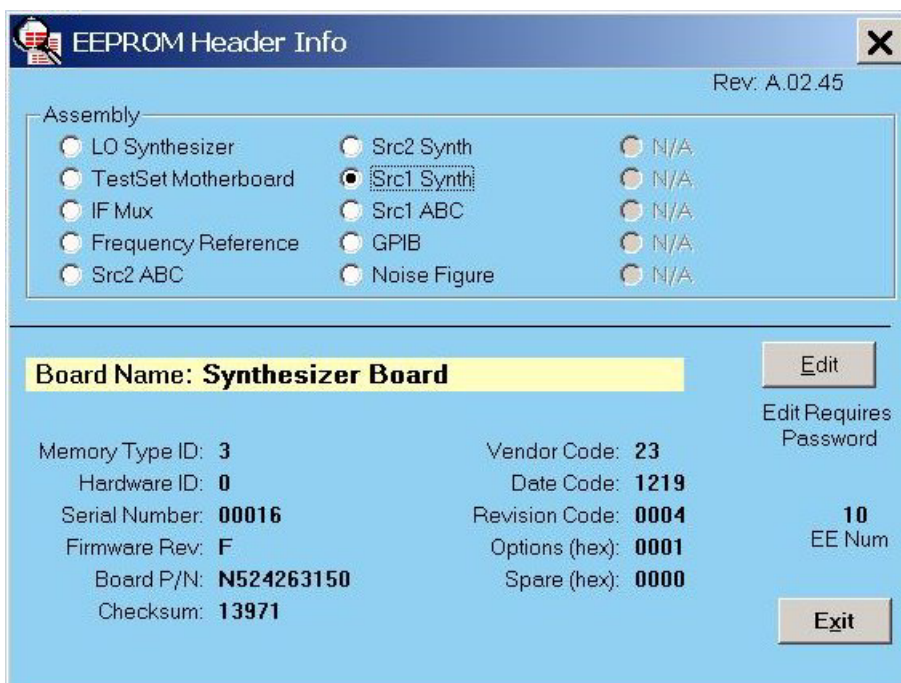 EEPROM Header Info
Rev: A.02.45
Assembly
LO Synthesizer Src2 Synth N/A
TestSet Motherboard Src1 Synth N/A
IF Mux Src1 ABC N/A
Frequency Reference GPIB N/A
Src2 ABC Noise Figure N/A
Board Name: Synthesizer Board
Edit
Edit Requires
Password
Memory Type ID: 3 Vendor Code: 23
Hardware ID: 0 Date Code: 1219
Serial Number: 00016 Revision Code: 0004 10
Firmware Rev: F Options (hex): 0001 EE Num
Board P/N: N524263150 Spare (hex): 0000
Checksum: 13971
Exit